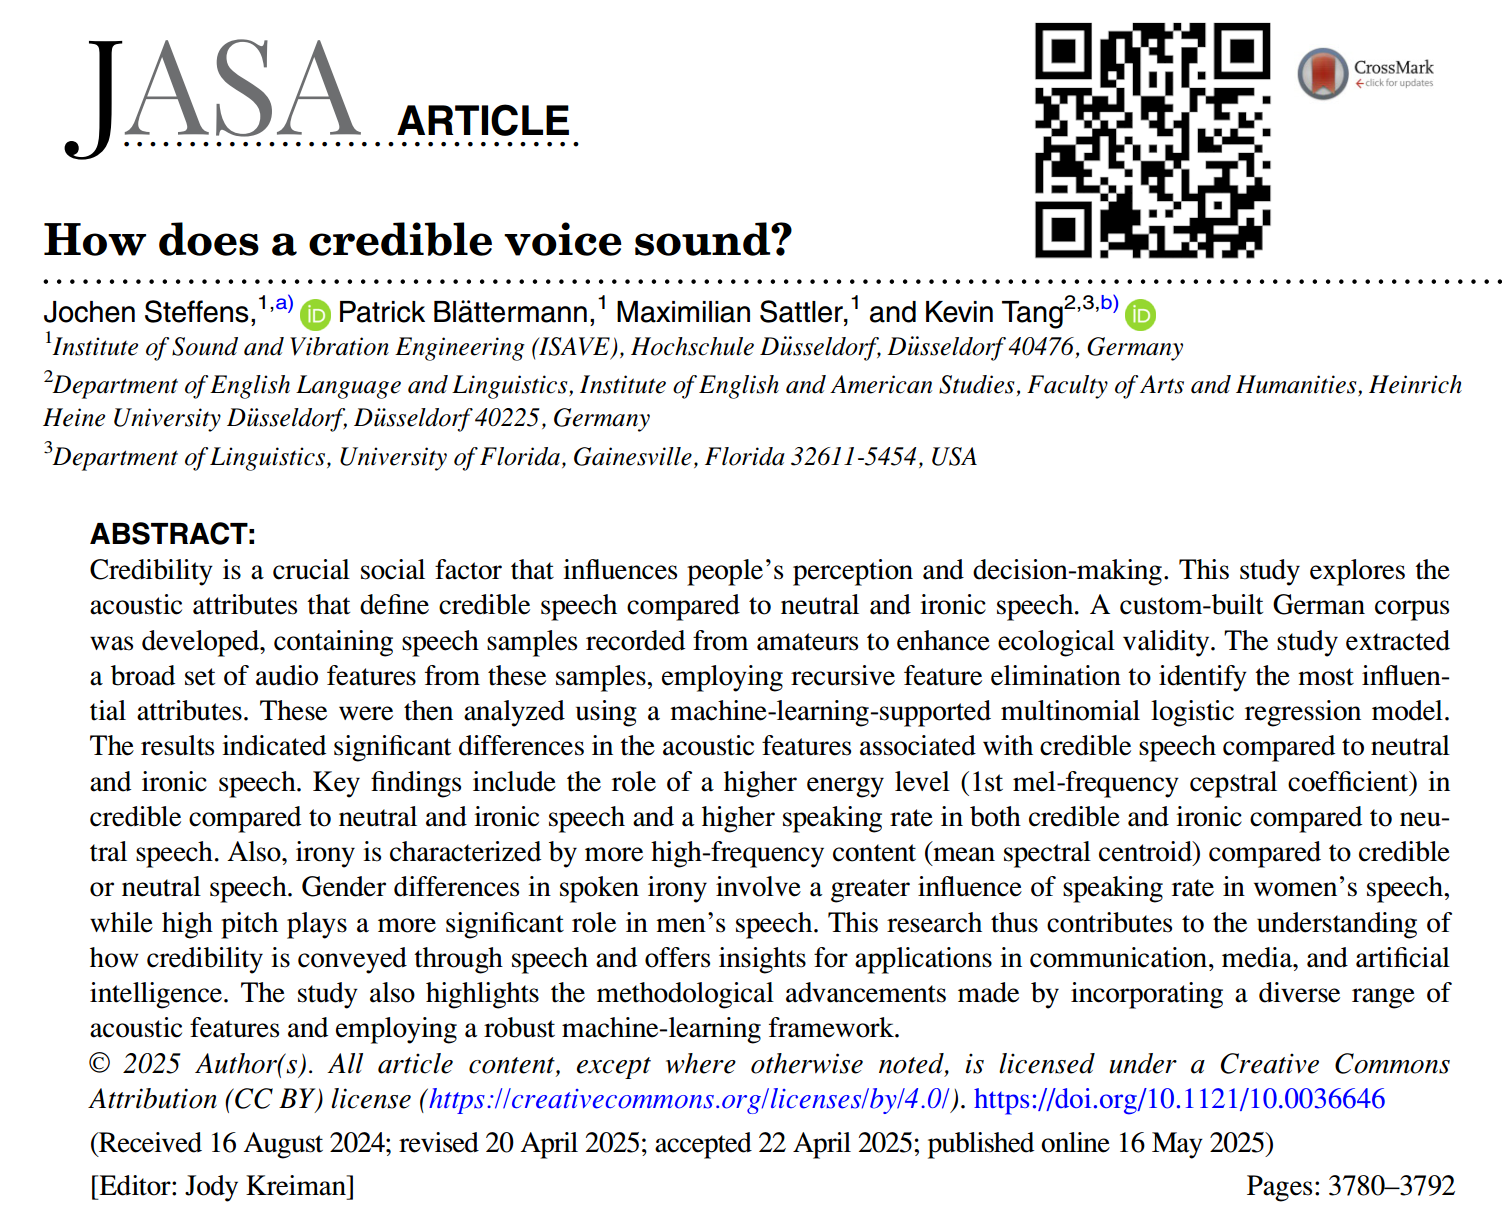 JASA ARTICLE
CrossMark
click for updates
How does a credible voice sound?
Jochen Steffens,1,a) iD Patrick Blättermann,1 Maximilian Sattler,1 and Kevin Tang2,3,b) iD
1Institute of Sound and Vibration Engineering (ISAVE), Hochschule Düsseldorf, Düsseldorf 40476, Germany
2Department of English Language and Linguistics, Institute of English and American Studies, Faculty of Arts and Humanities, Heinrich
Heine University Düsseldorf, Düsseldorf 40225, Germany
3Department of Linguistics, University of Florida, Gainesville, Florida 32611-5454, USA
ABSTRACT:
Credibility is a crucial social factor that influences people’s perception and decision-making. This study explores the
acoustic attributes that define credible speech compared to neutral and ironic speech. A custom-built German corpus
was developed, containing speech samples recorded from amateurs to enhance ecological validity. The study extracted
a broad set of audio features from these samples, employing recursive feature elimination to identify the most influen-
tial attributes. These were then analyzed using a machine-learning-supported multinomial logistic regression model.
The results indicated significant differences in the acoustic features associated with credible speech compared to neutral
and ironic speech. Key findings include the role of a higher energy level (1st mel-frequency cepstral coefficient) in
credible compared to neutral and ironic speech and a higher speaking rate in both credible and ironic compared to neu-
tral speech. Also, irony is characterized by more high-frequency content (mean spectral centroid) compared to credible
or neutral speech. Gender differences in spoken irony involve a greater influence of speaking rate in women’s speech,
while high pitch plays a more significant role in men’s speech. This research thus contributes to the understanding of
how credibility is conveyed through speech and offers insights for applications in communication, media, and artificial
intelligence. The study also highlights the methodological advancements made by incorporating a diverse range of
acoustic features and employing a robust machine-learning framework.
© 2025 Author(s). All article content, except where otherwise noted, is licensed under a Creative Commons
Attribution (CC BY) license (https://creativecommons.org/licenses/by/4.0/). https://doi.org/10.1121/10.0036646
(Received 16 August 2024; revised 20 April 2025; accepted 22 April 2025; published online 16 May 2025)
[Editor: Jody Kreiman] Pages: 3780–3792